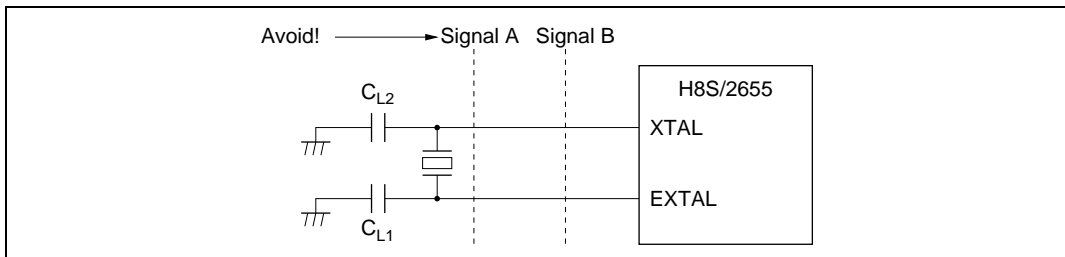 Avoid! Signal A Signal B
H8S/2655
CL2
XTAL
EXTAL
CL1